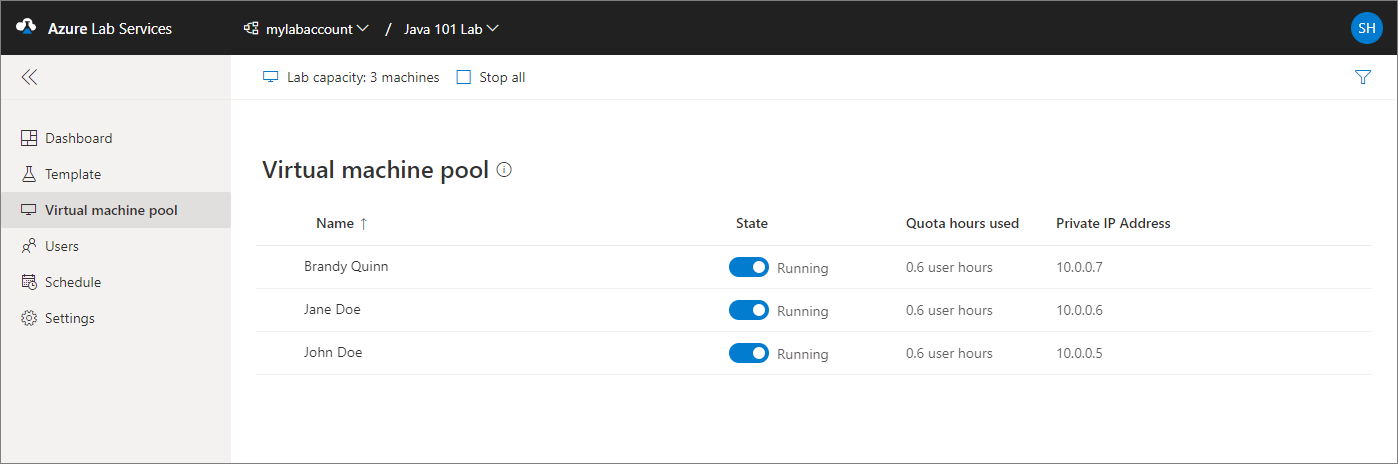 Azure Lab Services mylabaccount / Java 101 Lab SH
Lab capacity: 3 machines Stop all
Dashboard
Template
Virtual machine pool
Users
Schedule
Settings
Virtual machine pool
Name ↑ State Quota hours used Private IP Address
Brandy Quinn Running 0.6 user hours 10.0.0.7
Jane Doe Running 0.6 user hours 10.0.0.6
John Doe Running 0.6 user hours 10.0.0.5